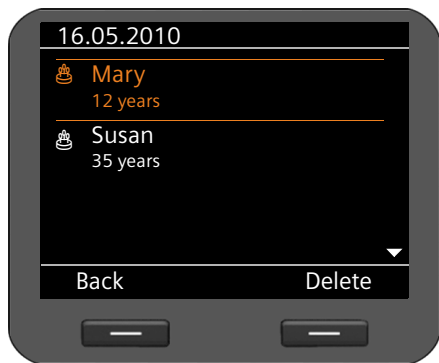 16.05.2010
Mary
12 years
Susan
35 years
Back Delete